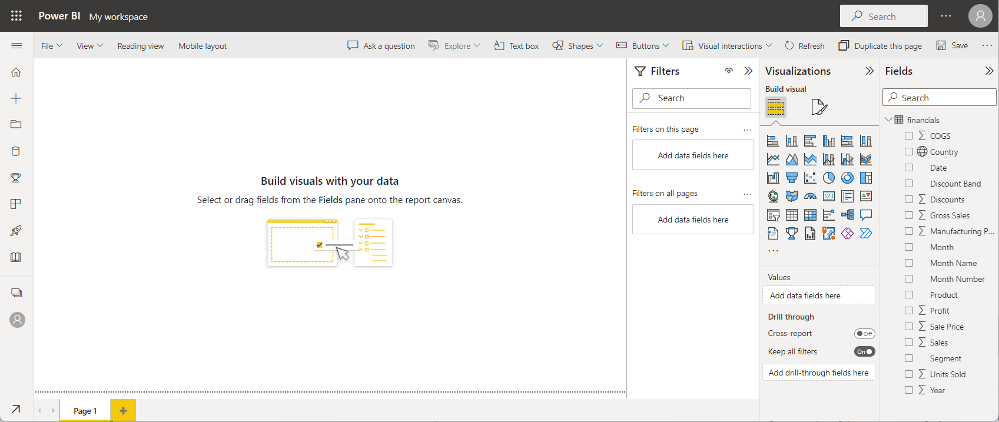 Power BI My workspace
Search
File View Reading view Mobile layout
Ask a question Explore Text box Shapes Buttons Visual interactions Refresh Duplicate this page Save
Build visuals with your data
Select or drag fields from the Fields pane onto the report canvas.
Page 1
Filters
Search
Filters on this page
Add data fields here
Filters on all pages
Add data fields here
Visualizations
Build visual
123
Values
Add data fields here
Drill through
Cross-report Off
Keep all filters On
Add drill-through fields here
Fields
Search
financials
COGS
Country
Date
Discount Band
Discounts
Gross Sales
Manufacturing P...
Month
Month Name
Month Number
Product
Profit
Sale Price
Sales
Segment
Units Sold
Year